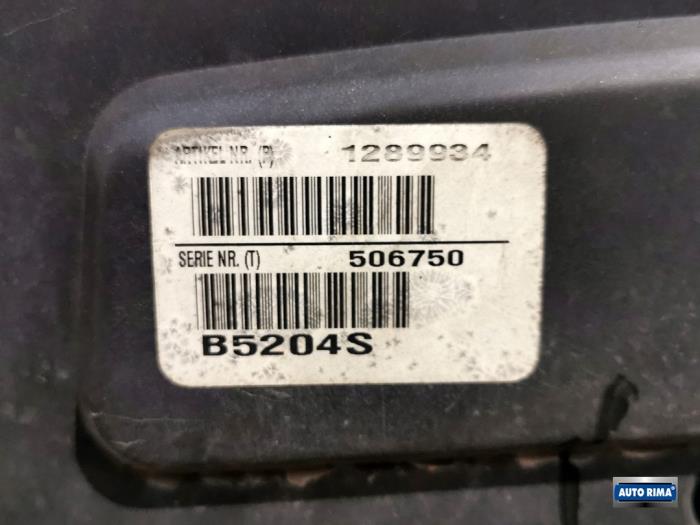 ARTIKEL NR. (P) 1289934
SERIE NR. (T) 506750
B5204S
AUTO RIMA